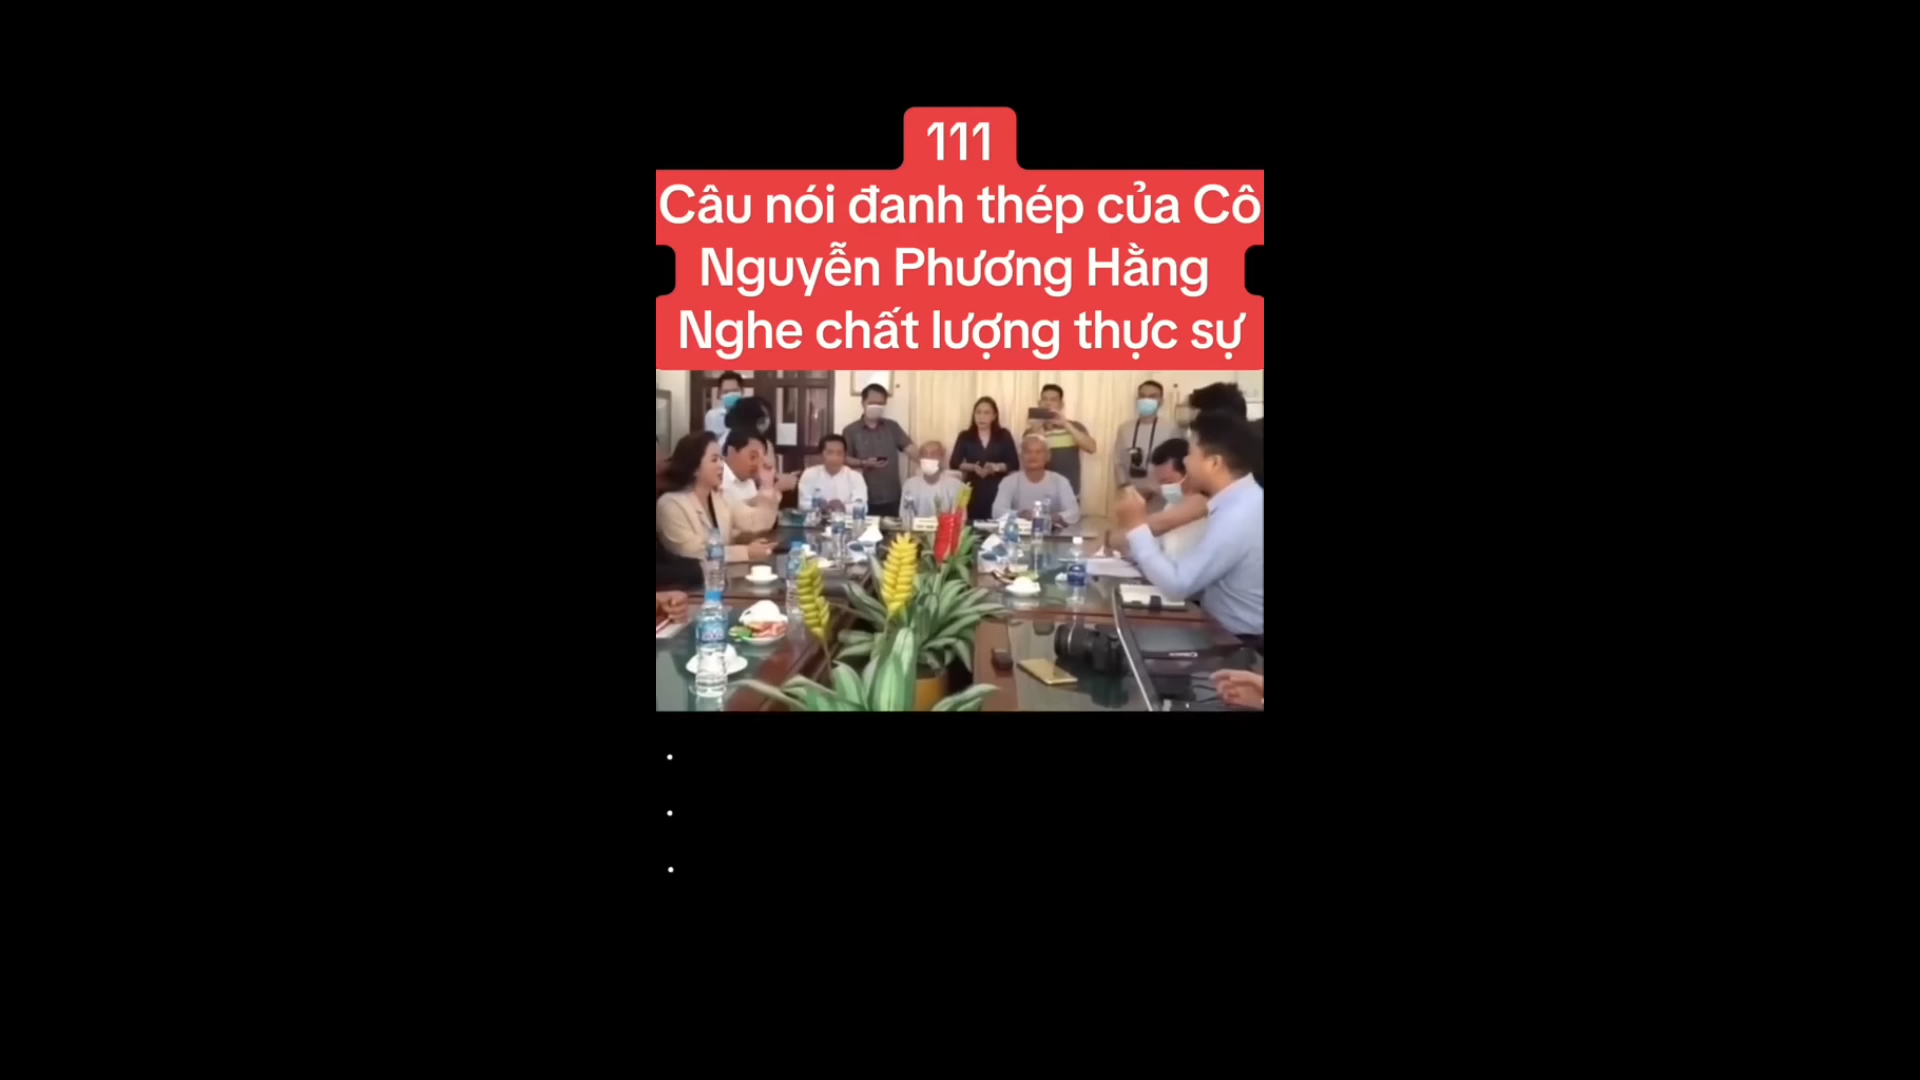 111
Câu nói đanh thép của Cô
Nguyễn Phương Hằng
Nghe chất lượng thực sự